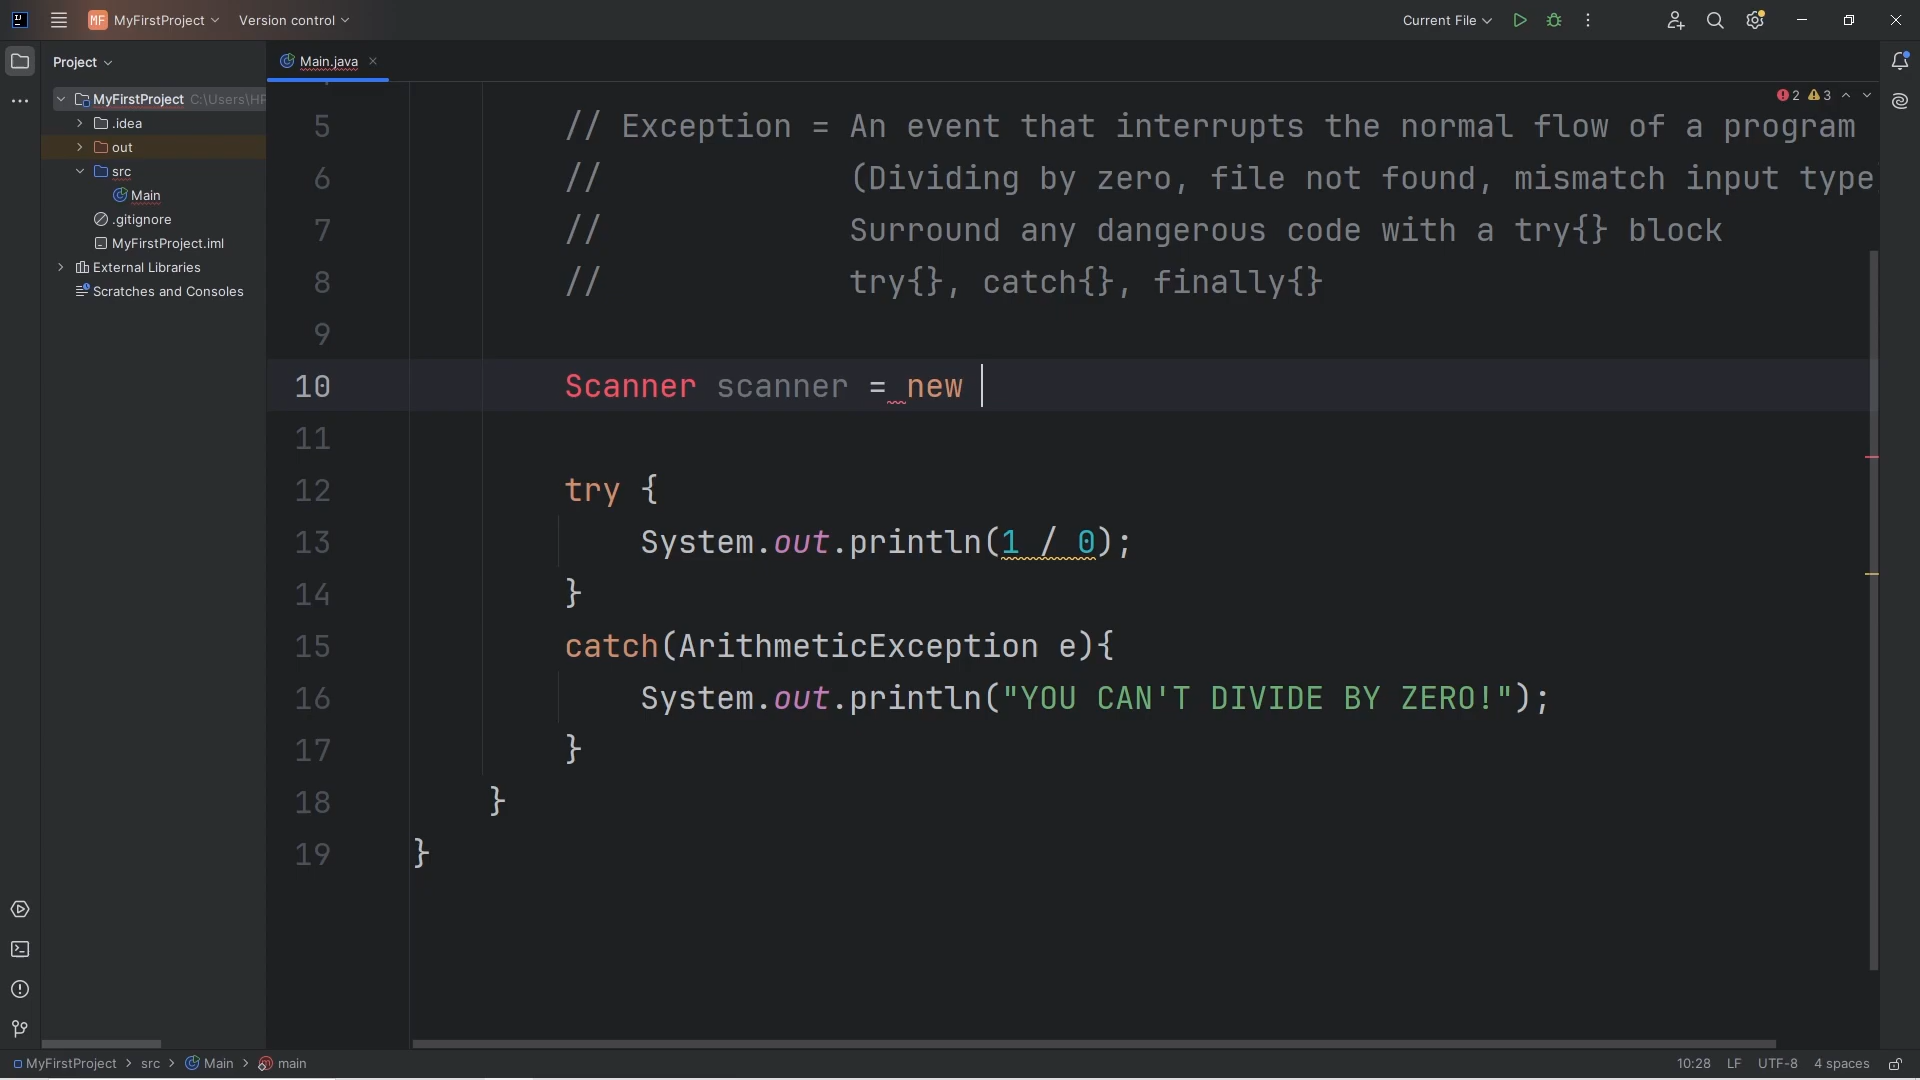 MF MyFirstProject Version control Current File
Project Main.java
MyFirstProject C:\Users\HP
.idea
out
src
Main
.gitignore
MyFirstProject.iml
External Libraries
Scratches and Consoles
2 3
5 // Exception = An event that interrupts the normal flow of a program
6 // (Dividing by zero, file not found, mismatch input type
7 // Surround any dangerous code with a try{} block
8 // try{}, catch{}, finally{}
9
10 Scanner scanner = new
11
12 try {
13 System.out.println(1 / 0);
14 }
15 catch(ArithmeticException e){
16 System.out.println("YOU CAN'T DIVIDE BY ZERO!");
17 }
18 }
19 }
MyFirstProject > src > Main > main 10:28 LF UTF-8 4 spaces